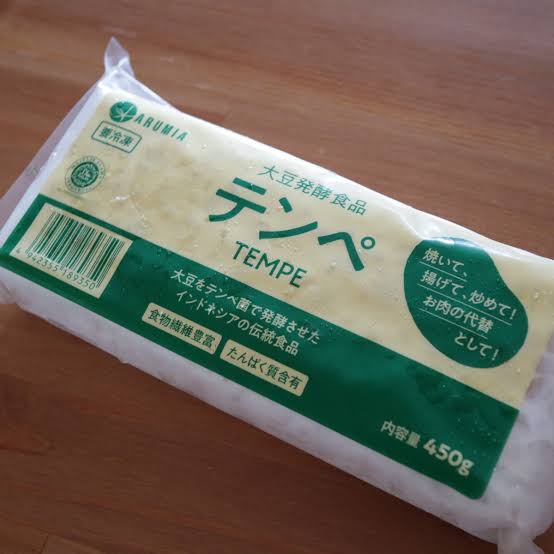 ARUMIA
要冷凍
大豆発酵食品
テンペ
TEMPE
焼いて、
揚げて、炒めて!
お肉の代替
として!
大豆をテンペ菌で発酵させた
インドネシアの伝統食品
食物繊維豊富
たんぱく質含有
4942355189350
内容量 450g